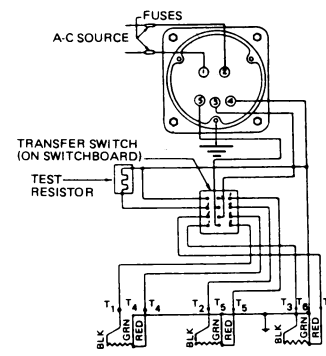 FUSES
A-C SOURCE
1 2
5 3 4
TRANSFER SWITCH
(ON SWITCHBOARD)
TEST
RESISTOR
T1 T4 T4 T2 T5 T5 T3 T6
BLK GRN RED BLK GRN RED BLK GRN RED